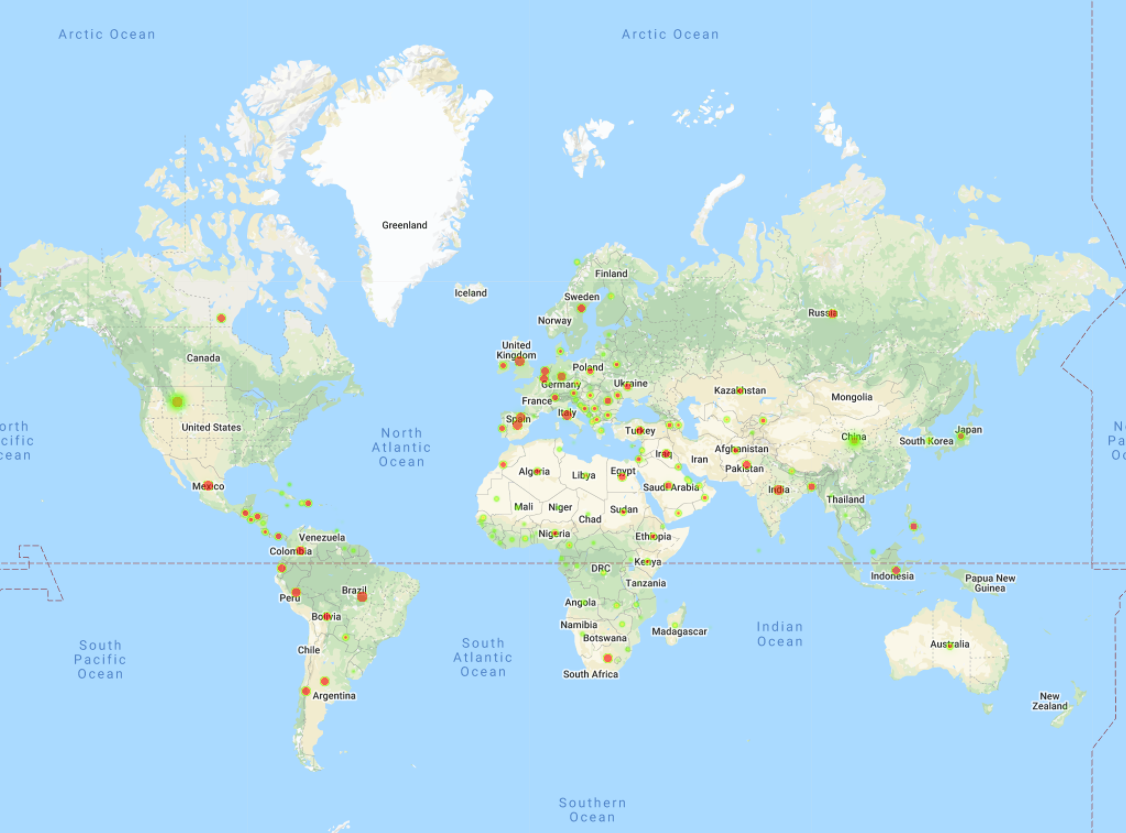 Arctic Ocean
Arctic Ocean
Greenland
Finland
Iceland
Sweden
Norway
Russia
United
Kingdom
Canada
Poland
Germany
Ukraine
Kazakhstan
Mongolia
France
Spain
Italy
United States
North
Atlantic
Ocean
orth
cific
cean
Turkey
China
South Korea
Japan
N
Pa
Oc
Iraq
Iran
Afghanistan
Pakistan
Algeria
Libya
Egypt
Mexico
Saudi Arabia
India
Mali
Niger
Chad
Sudan
Thailand
Nigeria
Ethiopia
Venezuela
Colombia
DRC
Kenya
Indonesia
Papua New
Guinea
Tanzania
Peru
Brazil
Angola
Bolivia
Namibia
Botswana
Madagascar
Indian
Ocean
South
Pacific
Ocean
Chile
South
Atlantic
Ocean
Australia
South Africa
Argentina
New
Zealand
Southern
Ocean